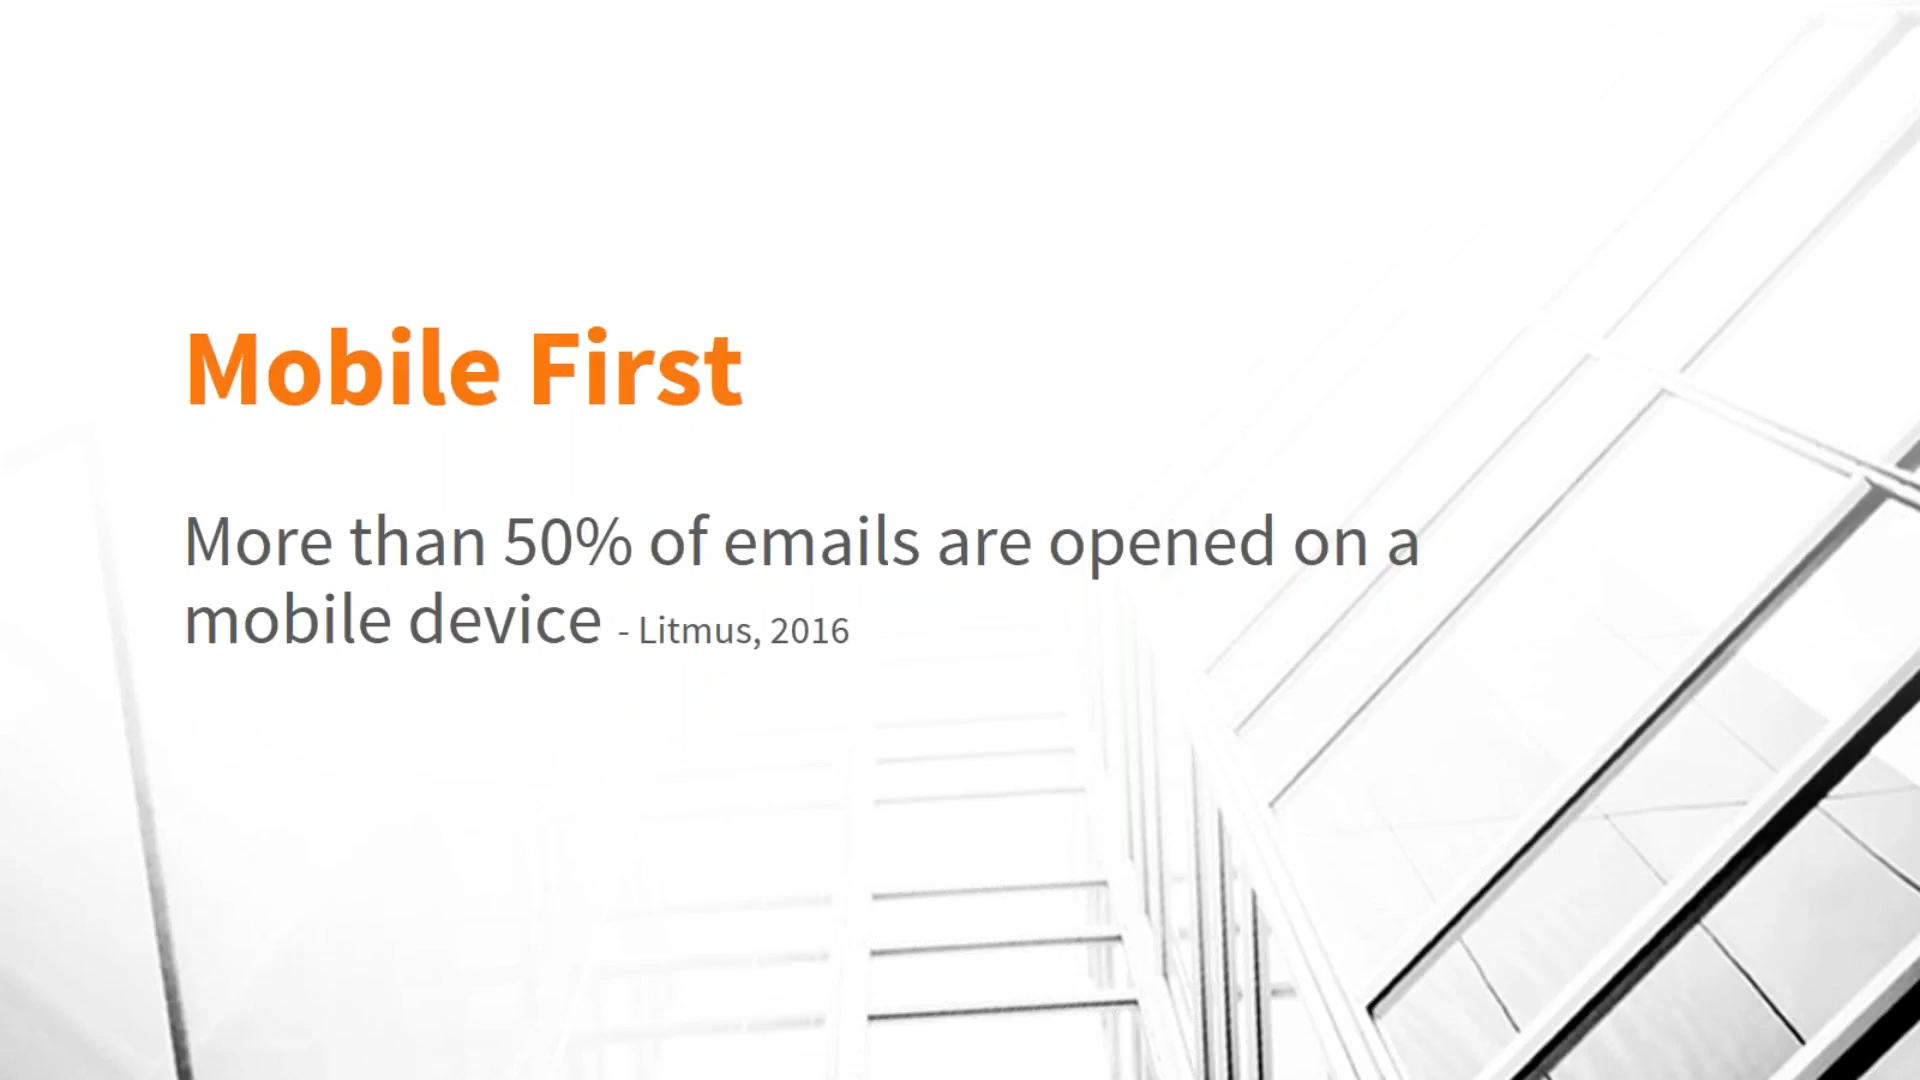 Mobile First
More than 50% of emails are opened on a
mobile device - Litmus, 2016